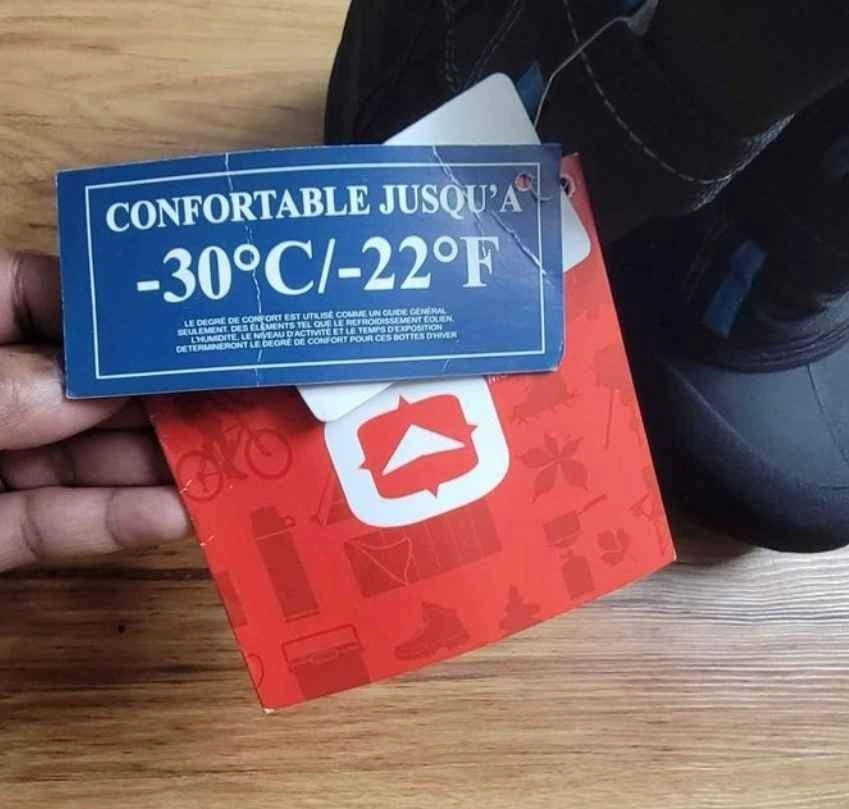 CONFORTABLE JUSQU'A
-30°C/-22°F
LE DEGRÉ DE CONFORT EST UTILISÉ COMME UN GUIDE GÉNÉRAL
SEULEMENT. DES ÉLÉMENTS TEL QUE LE REFROIDISSEMENT ÉOLIEN,
L'HUMIDITE, LE NIVEAU D'ACTIVITÉ ET LE TEMPS D'EXPOSITION
DETERMINERONT LE DEGRÉ DE CONFORT POUR CES BOTTES D'HIVER